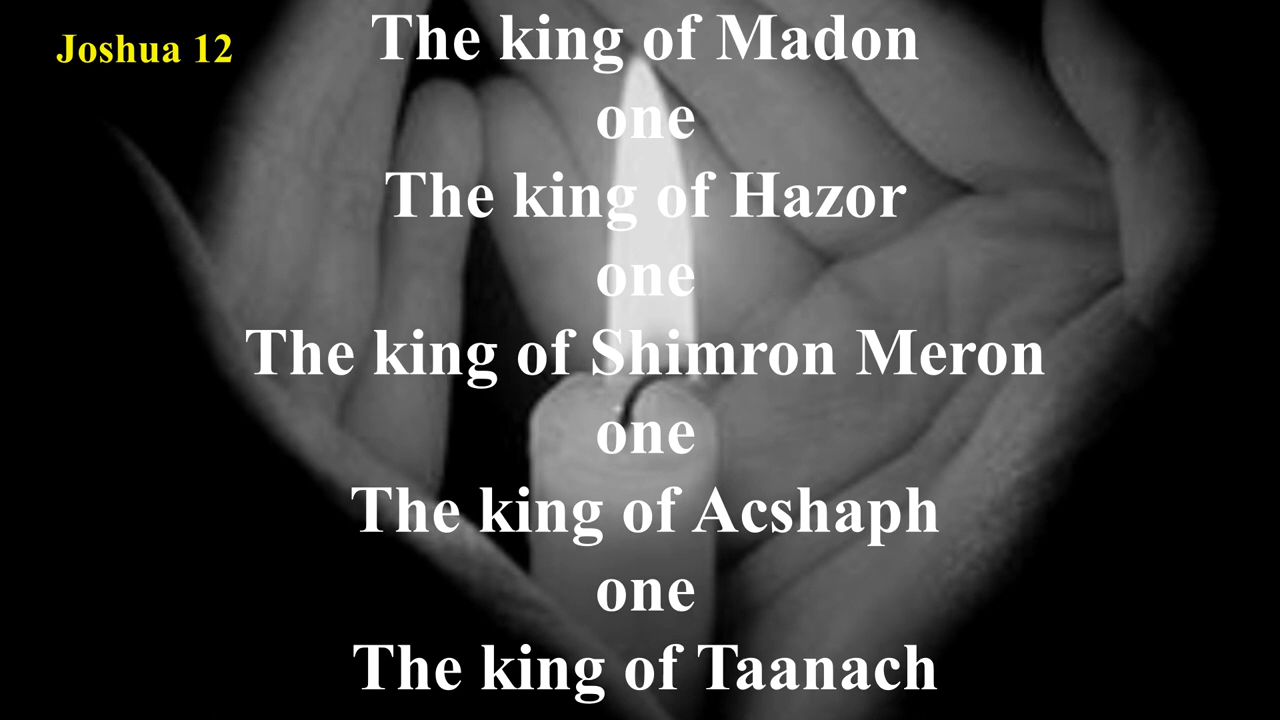 Joshua 12
The king of Madon
one
The king of Hazor
one
The king of Shimron Meron
one
The king of Acshaph
one
The king of Taanach